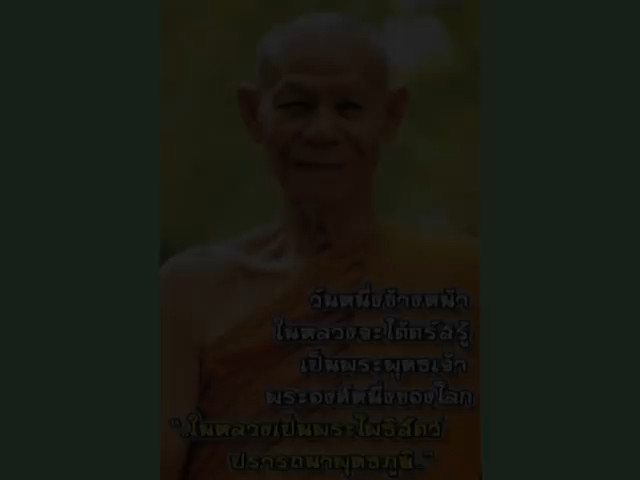 วันหนึ่งข้างหน้า
ในหลวงจะได้ตรัสรู้
เป็นพระพุทธเจ้า
พระองค์หนึ่งของโลก
"ในหลวงเป็นพระโพธิสัตว์
ปรารถนาพุทธภูมิ"